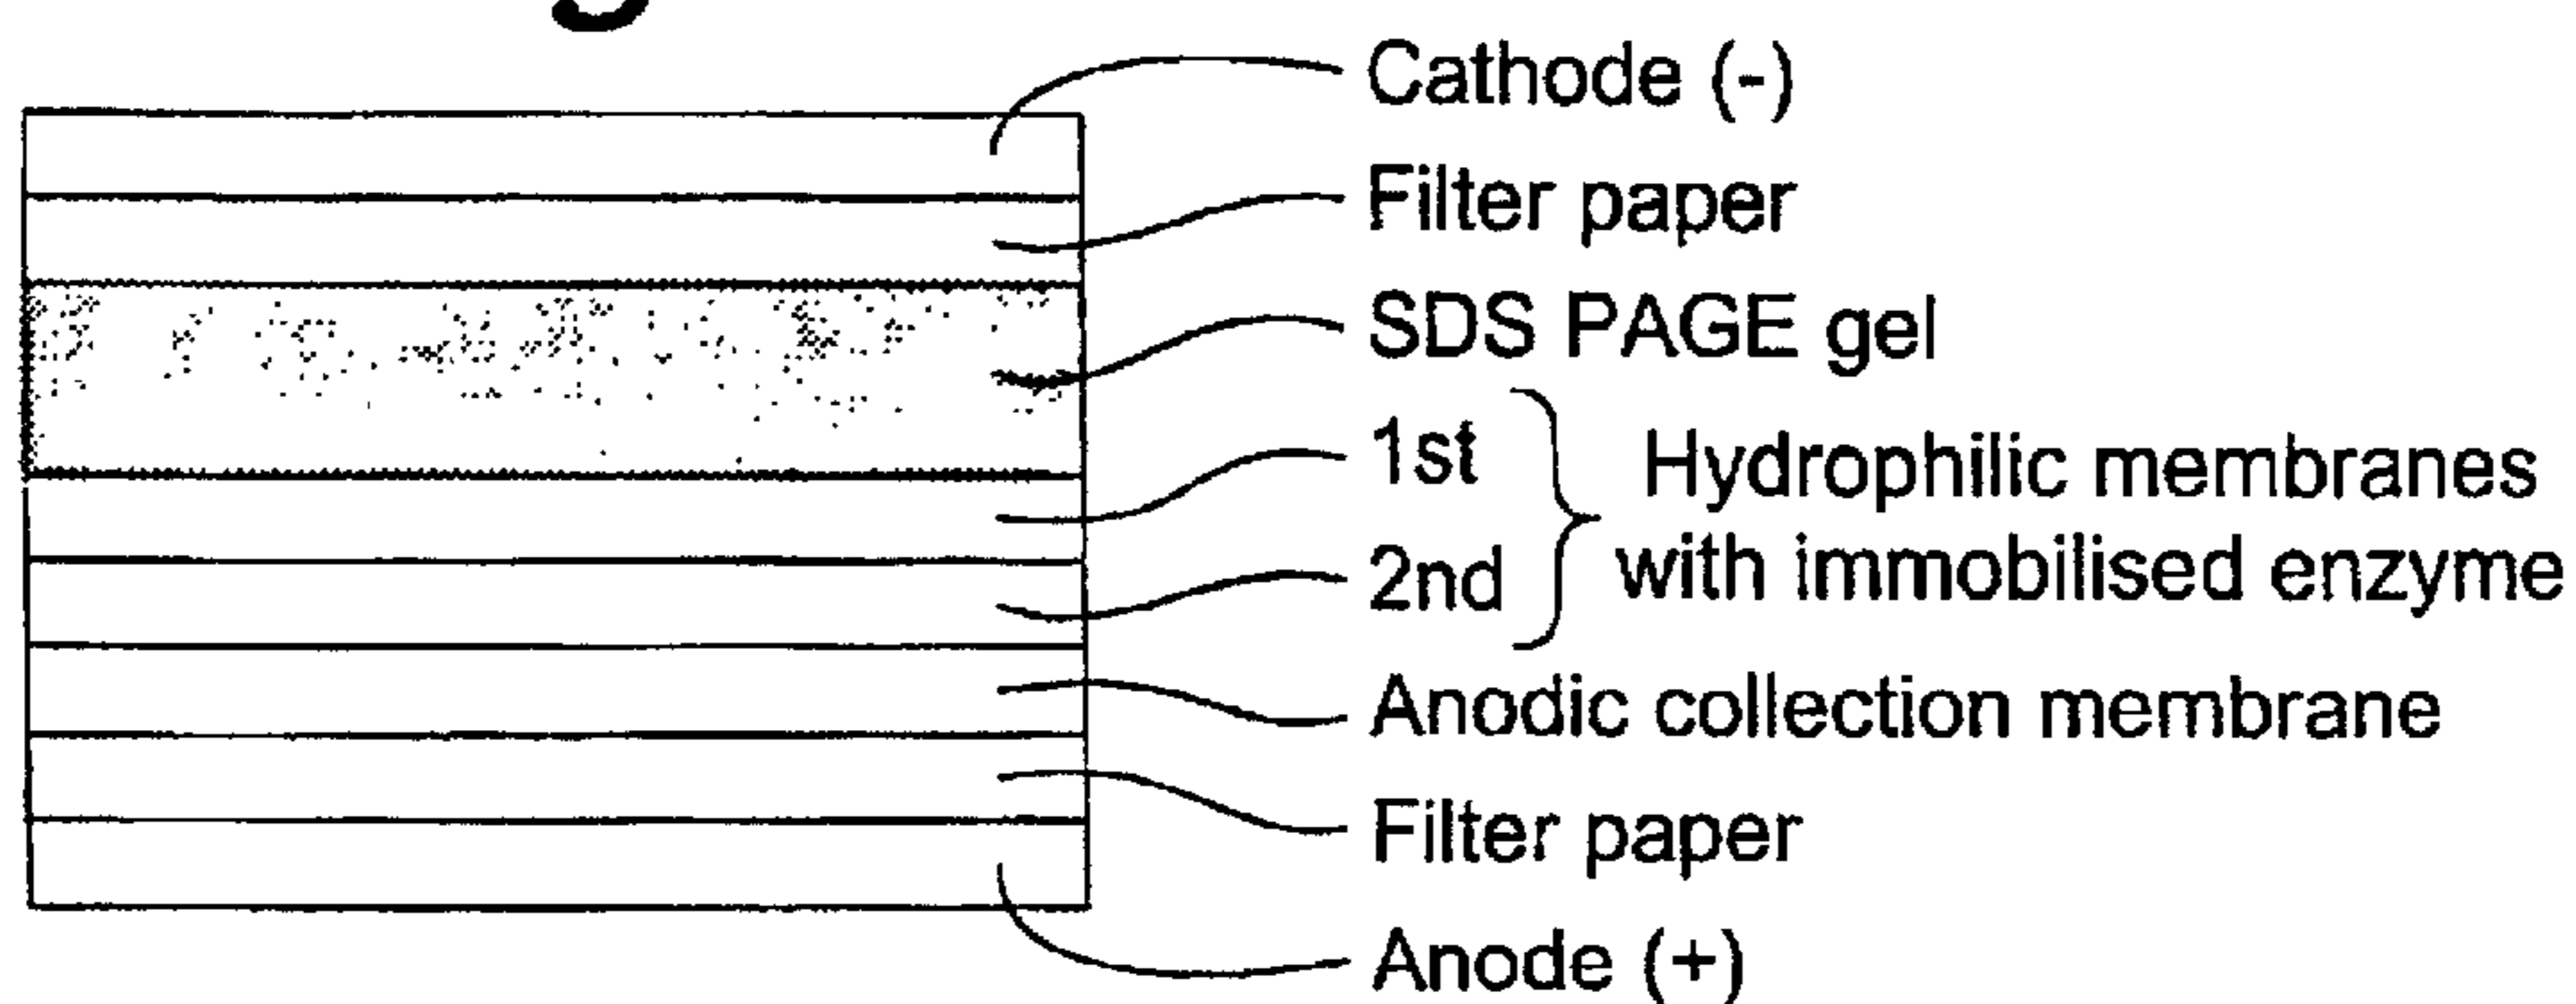 Cathode (-)
Filter paper
SDS PAGE gel
1st
2nd
Hydrophilic membranes
with immobilised enzyme
Anodic collection membrane
Filter paper
Anode (+)